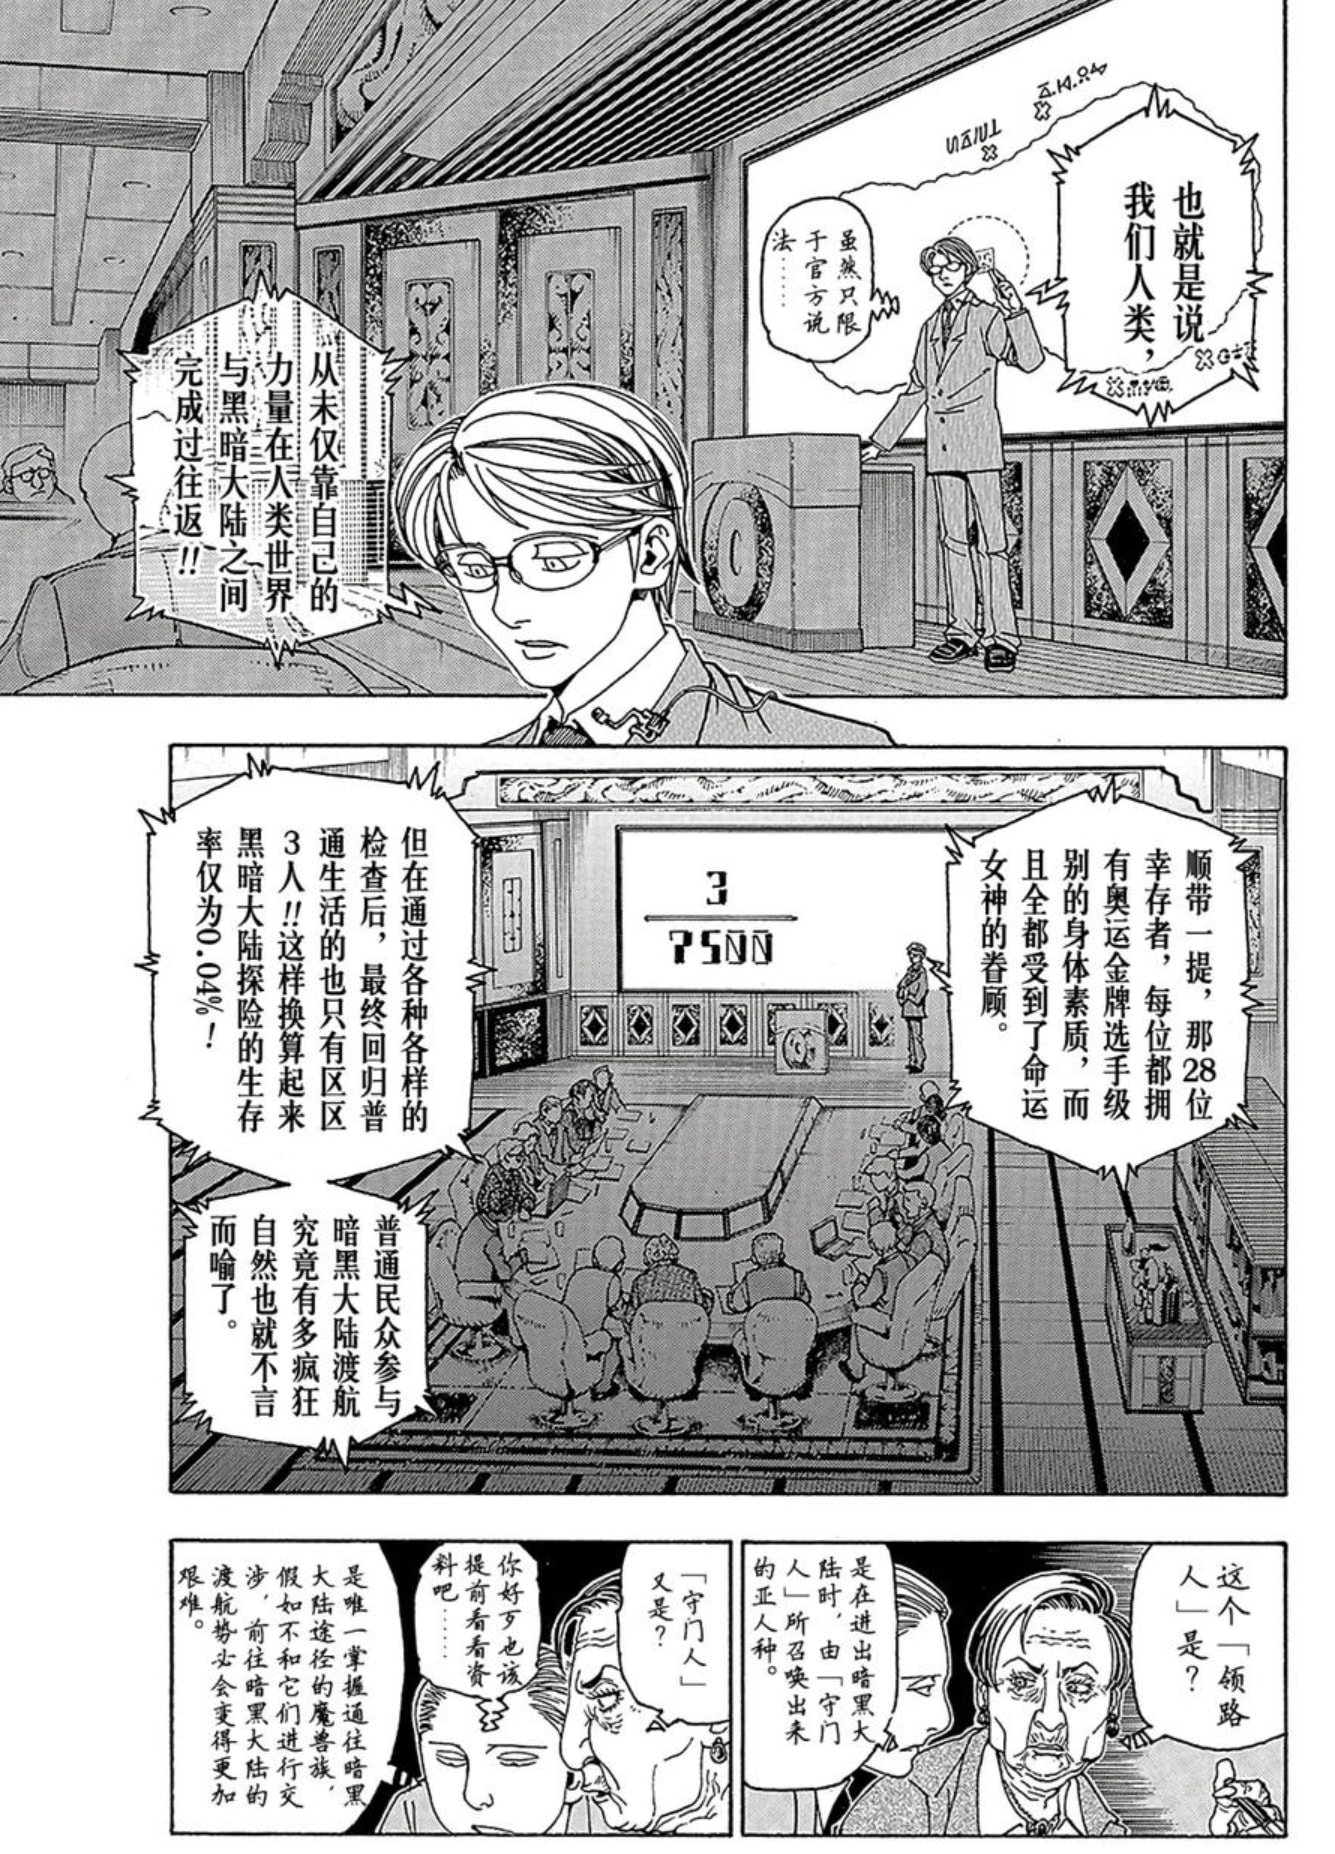 也就是说
我们人类，
虽然只限
于官方说
法……
从未仅靠自己的
力量在人类世界
与黑暗大陆之间
完成过往返！！
顺带一提，那28位
幸存者，每位都拥
有奥运金牌选手级
别的身体素质，而
且全都受到了命运
女神的眷顾。
3
7500
但在通过各种各样的
检查后，最终回归普
通生活的也只有区区
3人！！这样换算起来
黑暗大陆探险的生存
率仅为0.04%！
普通民众参与
暗黑大陆渡航
究竟有多疯狂
自然也就不言
而喻了。
这个「领路
人」是？
是在进出暗黑大
陆时，由「守门
人」所召唤出来
的亚人种。
「守门人」
又是？
你好歹也该
提前看看资
料吧……
是唯一掌握通往暗黑
大陆途径的魔兽族，
假如不和它们进行交
涉，前往暗黑大陆的
渡航势必会变得更加
艰难。